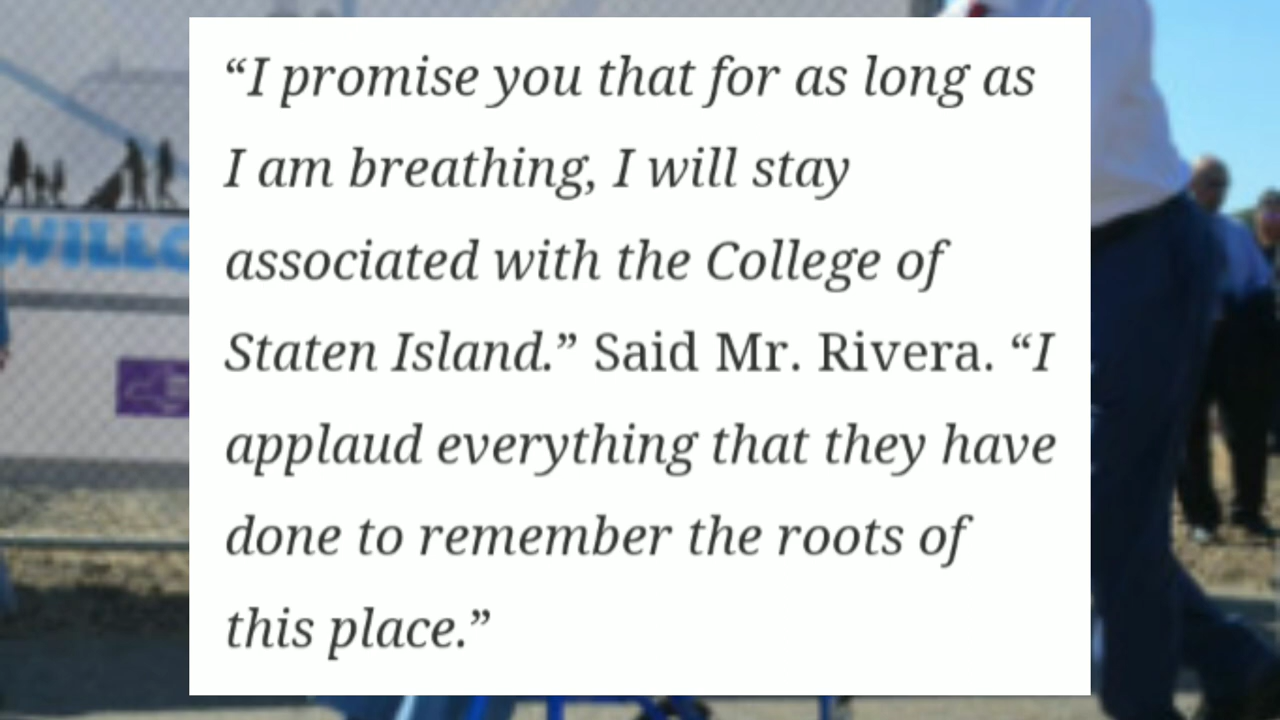 WILLC
“I promise you that for as long as
I am breathing, I will stay
associated with the College of
Staten Island.” Said Mr. Rivera. “I
applaud everything that they have
done to remember the roots of
this place.”